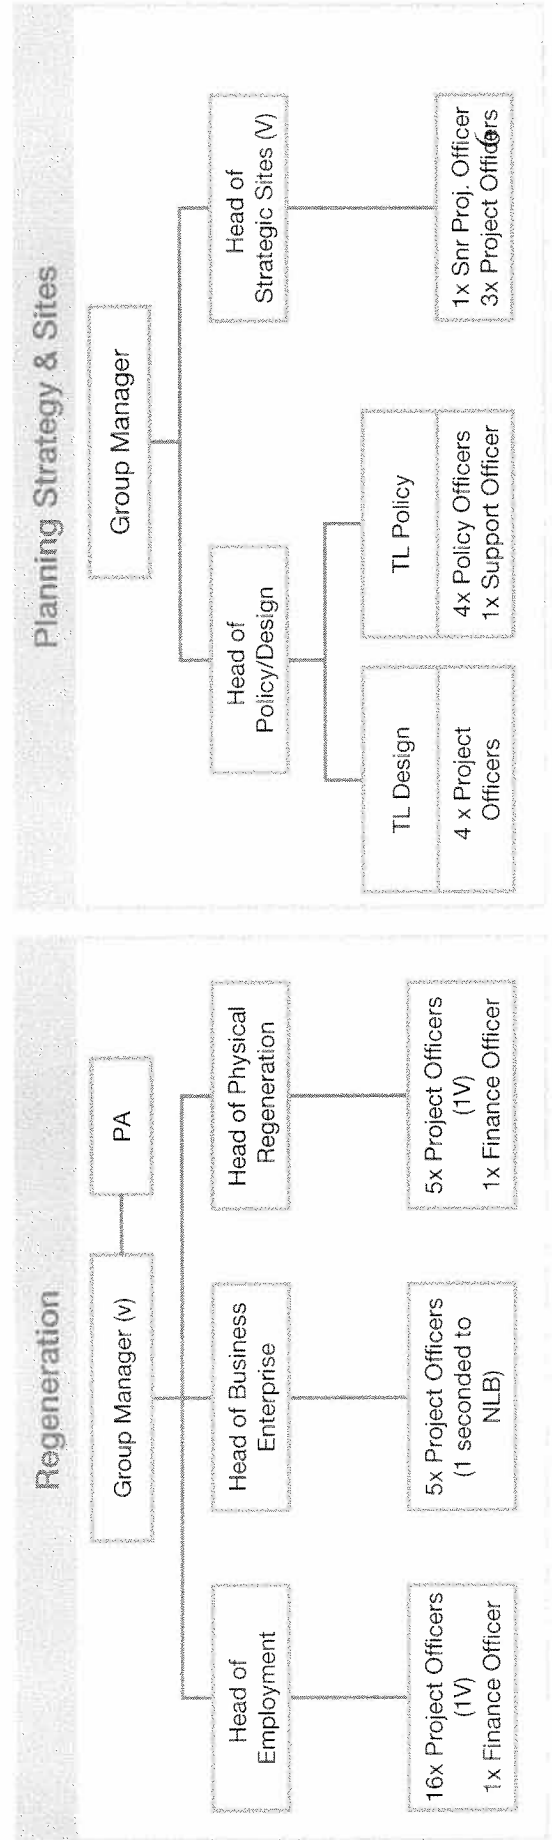 Regeneration
Group Manager (v)
PA
Head of
Employment
Head of Business
Enterprise
Head of Physical
Regeneration
16x Project Officers
(1V)
1x Finance Officer
5x Project Officers
(1 seconded to
NLB)
5x Project Officers
(1V)
1x Finance Officer
Planning Strategy & Sites
Group Manager
Head of
Policy/Design
Head of
Strategic Sites (V)
TL Design
4 x Project
Officers
TL Policy
4x Policy Officers
1x Support Officer
1x Snr Proj. Officer
3x Project Officers